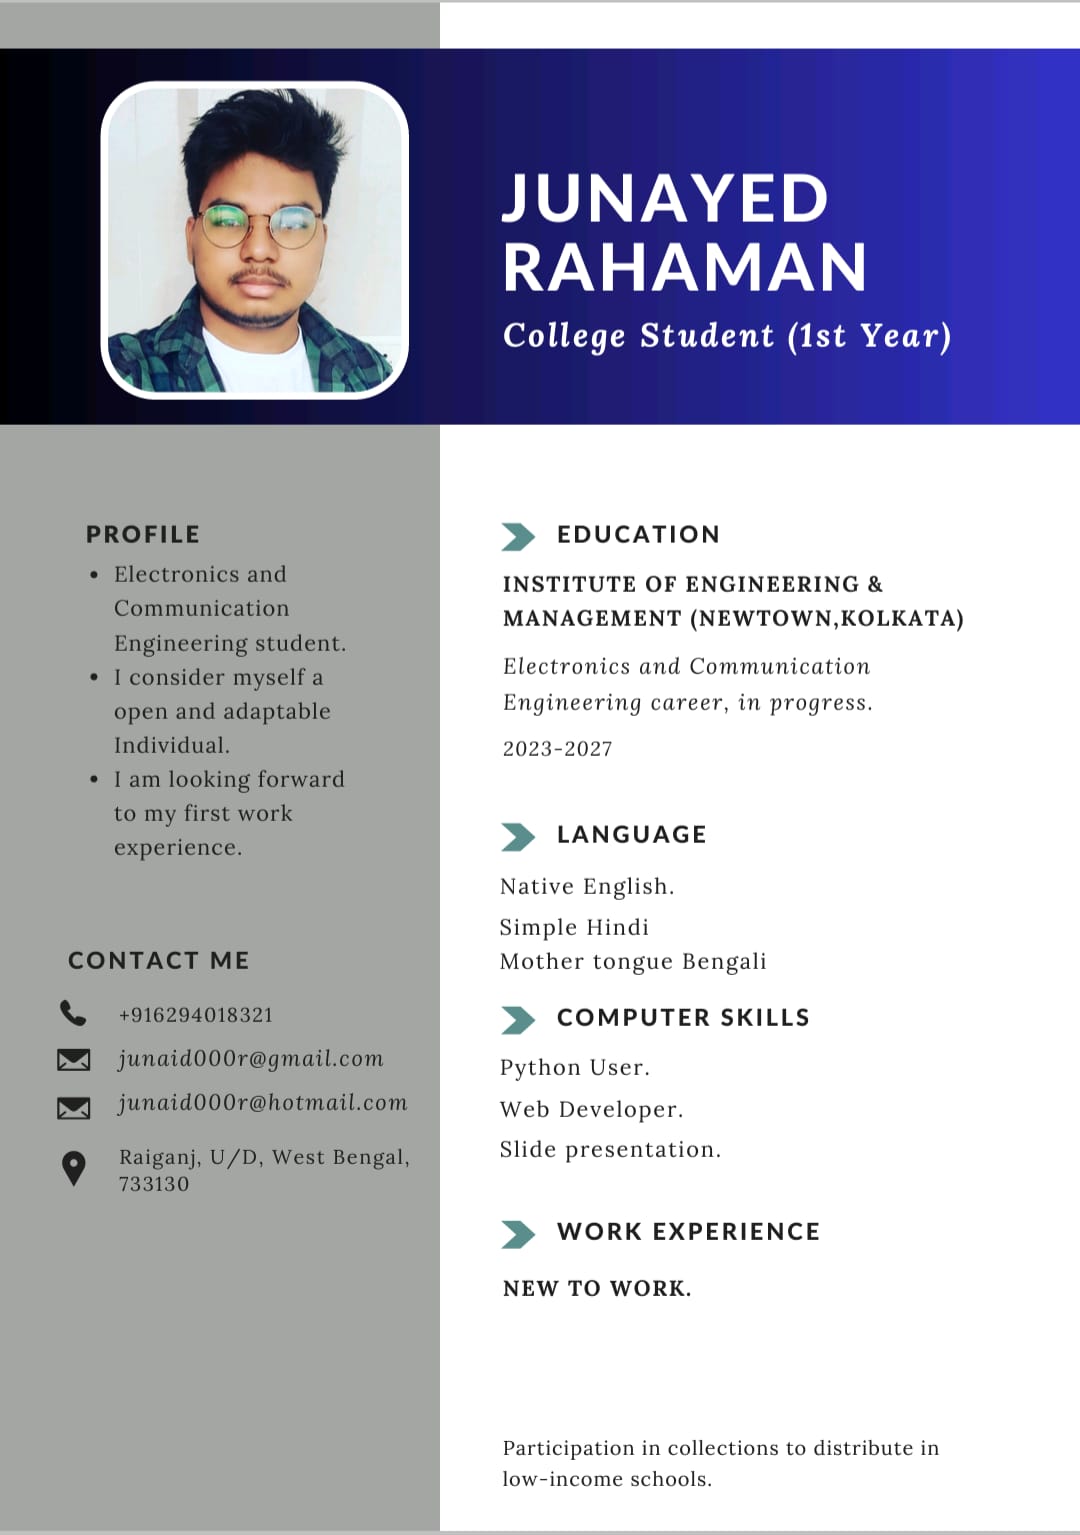 JUNAYED
RAHAMAN
College Student (1st Year)
PROFILE
Electronics and
Communication
Engineering student.
I consider myself a
open and adaptable
Individual.
I am looking forward
to my first work
experience.
CONTACT ME
+916294018321
junaid000r@gmail.com
junaid000r@hotmail.com
Raiganj, U/D, West Bengal,
733130
EDUCATION
INSTITUTE OF ENGINEERING &
MANAGEMENT (NEWTOWN,KOLKATA)
Electronics and Communication
Engineering career, in progress.
2023-2027
LANGUAGE
Native English.
Simple Hindi
Mother tongue Bengali
COMPUTER SKILLS
Python User.
Web Developer.
Slide presentation.
WORK EXPERIENCE
NEW TO WORK.
Participation in collections to distribute in
low-income schools.